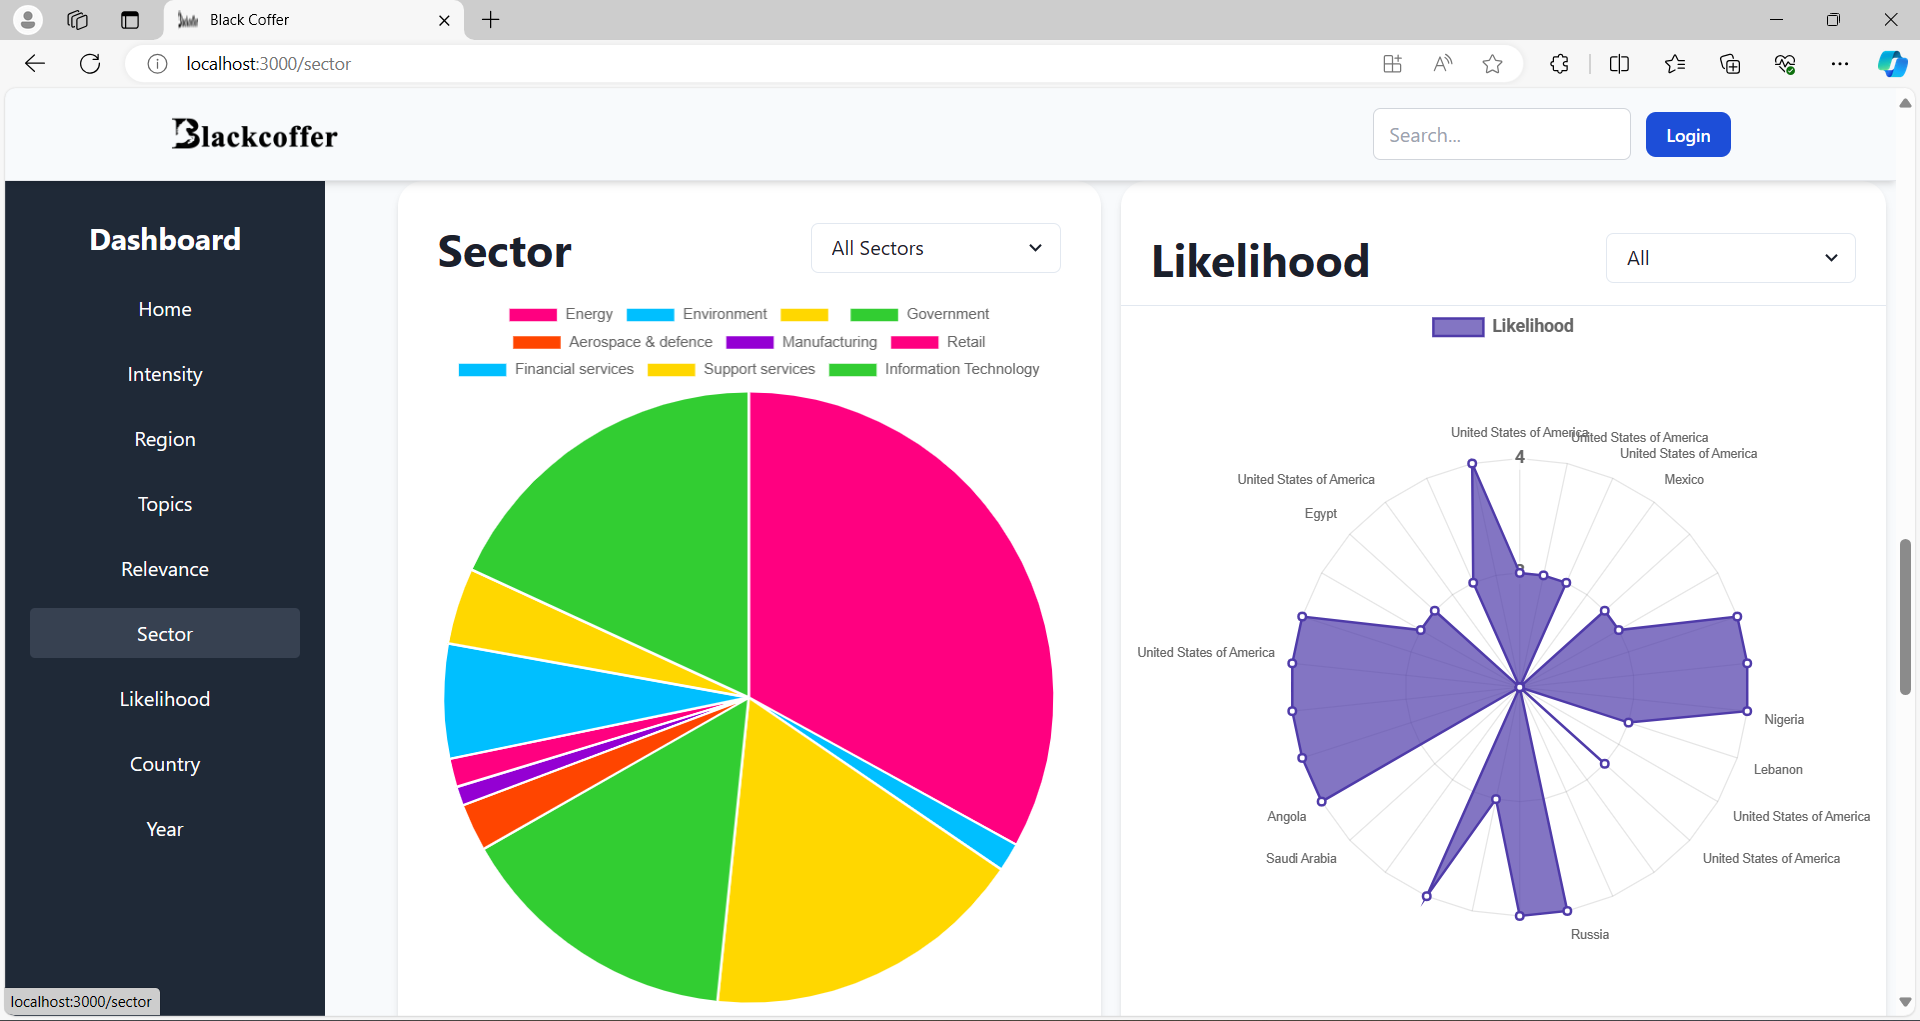 Black Coffer
localhost:3000/sector
Blackcoffer
Search...
Login
Dashboard
Home
Intensity
Region
Topics
Relevance
Sector
Likelihood
Country
Year
localhost:3000/sector
Sector
All Sectors
Energy Environment Government
Aerospace & defence Manufacturing Retail
Financial services Support services Information Technology
Likelihood
All
Likelihood
United States of America
United States of America
United States of America
Mexico
4
United States of America
Egypt
United States of America
Nigeria
Lebanon
United States of America
United States of America
Angola
Saudi Arabia
Russia